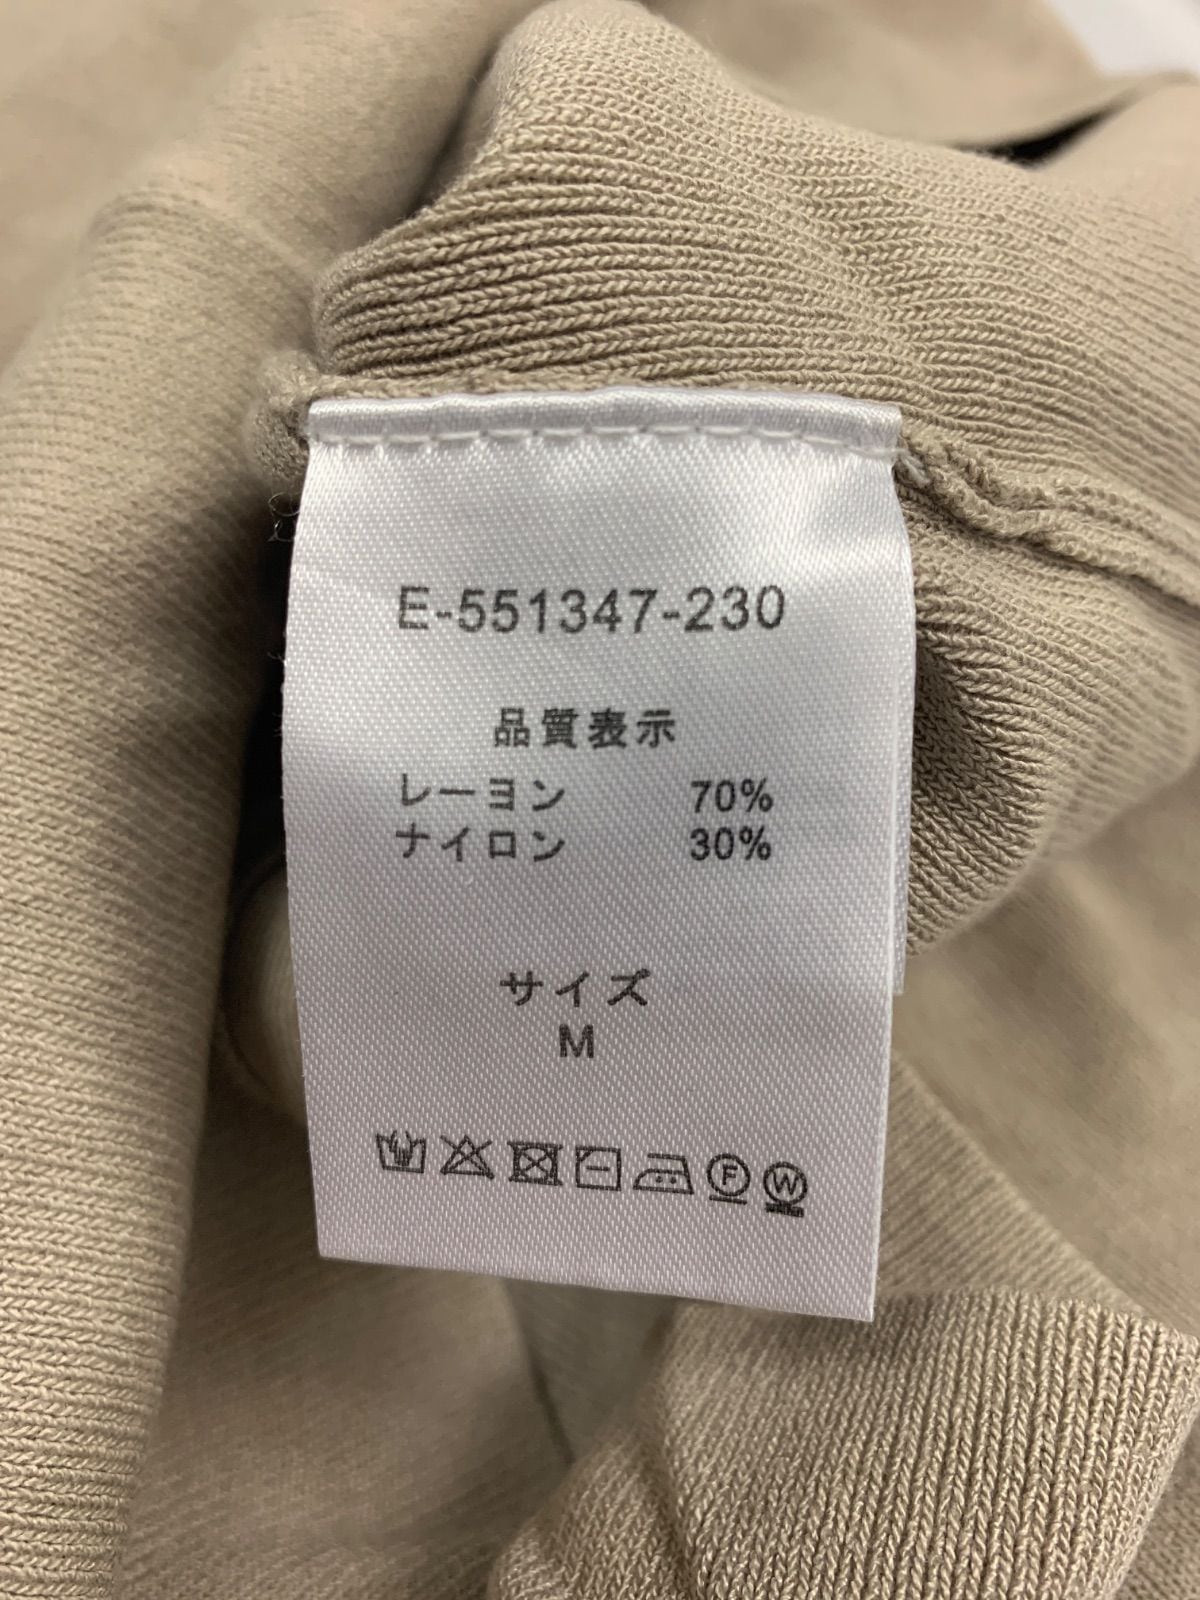 E-551347-230
品質表示
レーヨン 70%
ナイロン 30%
サイズ
M
F W